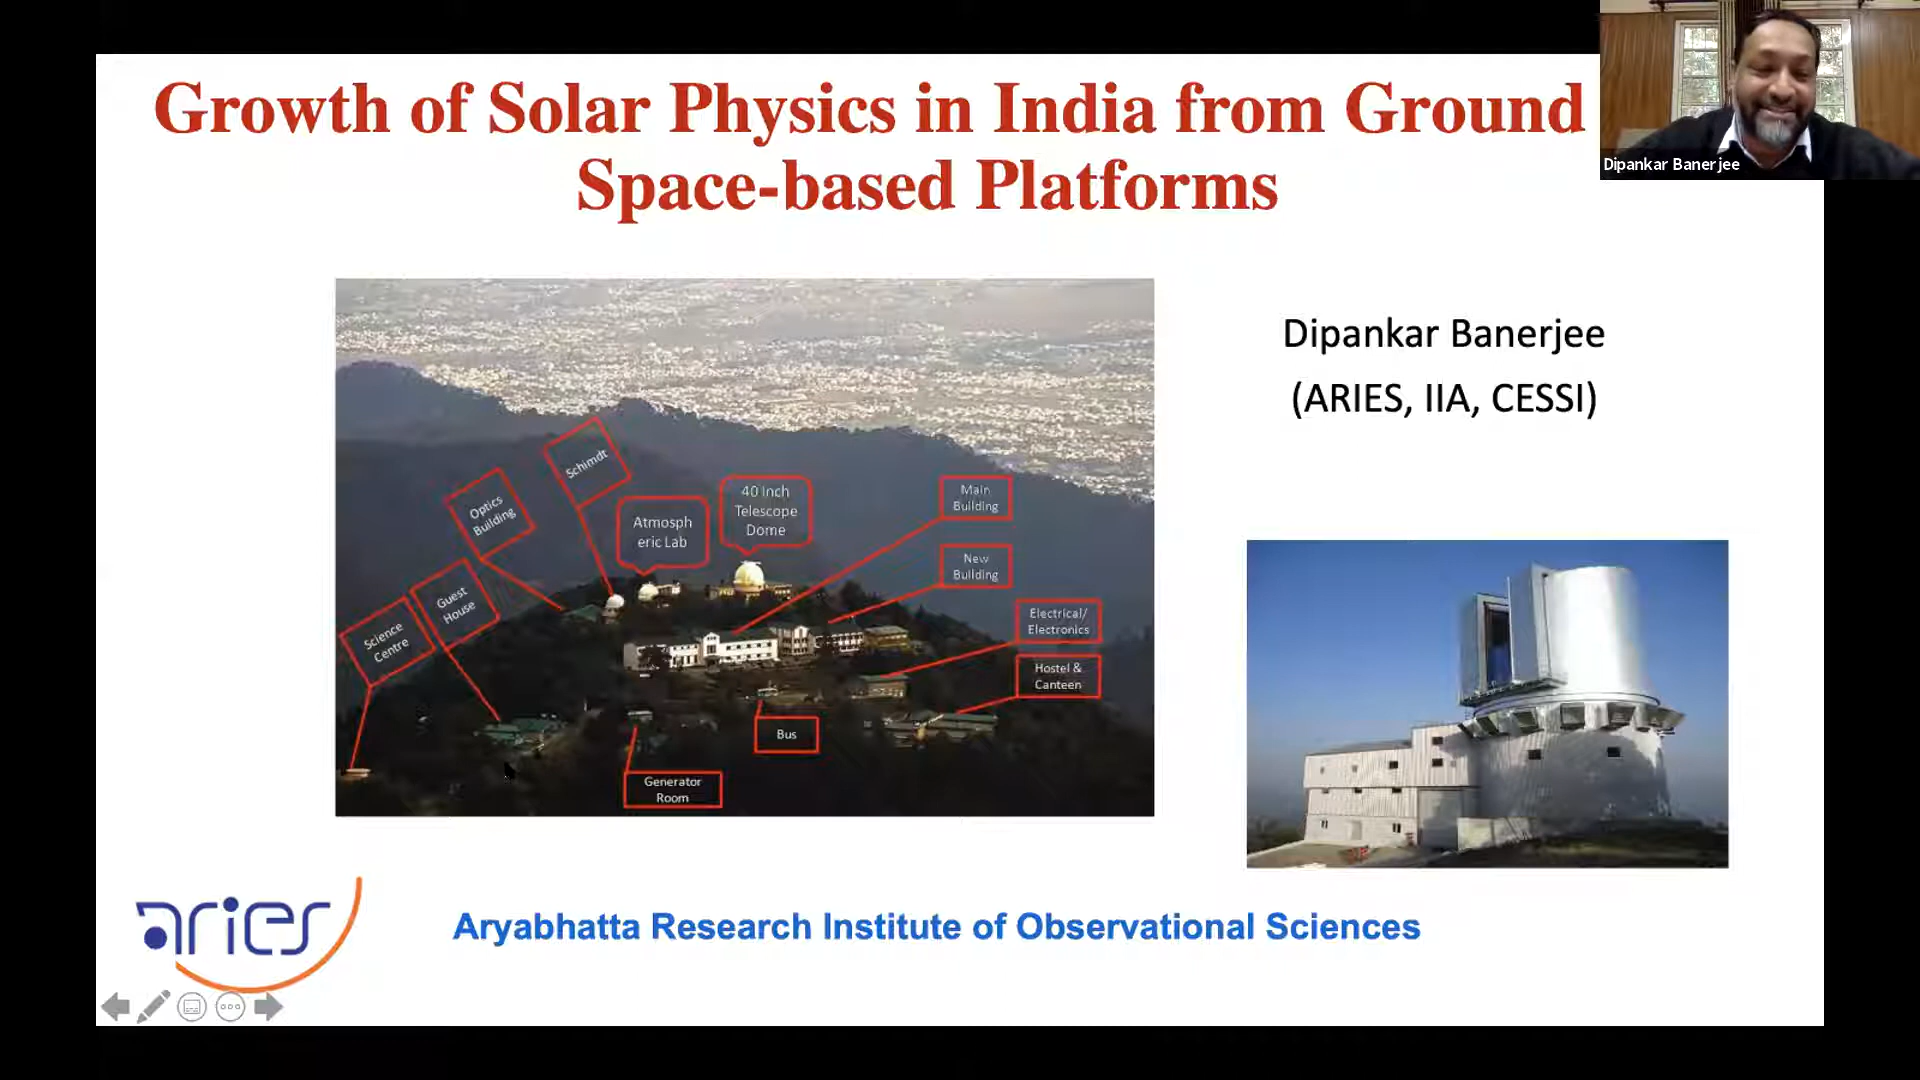 Growth of Solar Physics in India from Ground
Space-based Platforms
Dipankar Banerjee
Dipankar Banerjee
(ARIES, IIA, CESSI)
Schimdt
Optics
Building
Atmosph
eric Lab
40 Inch
Telescope
Dome
Main
Building
New
Building
Guest
House
Science
Centre
Electrical/
Electronics
Hostel &
Canteen
Bus
Generator
Room
aries
Aryabhatta Research Institute of Observational Sciences